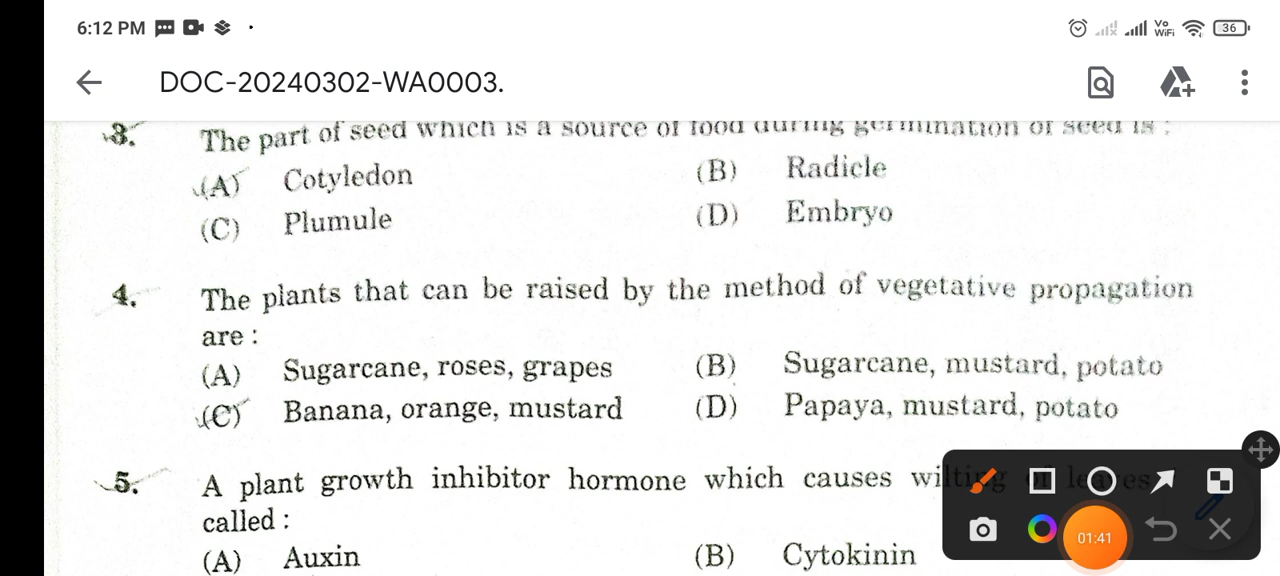 6:12 PM
Vo WiFi 36
DOC-20240302-WA0003.
3. The part of seed which is a source of food during germination of seed is :
(A) Cotyledon (B) Radicle
(C) Plumule (D) Embryo
4. The plants that can be raised by the method of vegetative propagation
are :
(A) Sugarcane, roses, grapes (B) Sugarcane, mustard, potato
(C) Banana, orange, mustard (D) Papaya, mustard, potato
5. A plant growth inhibitor hormone which causes wilting of leaves
called :
01:41
(A) Auxin (B) Cytokinin